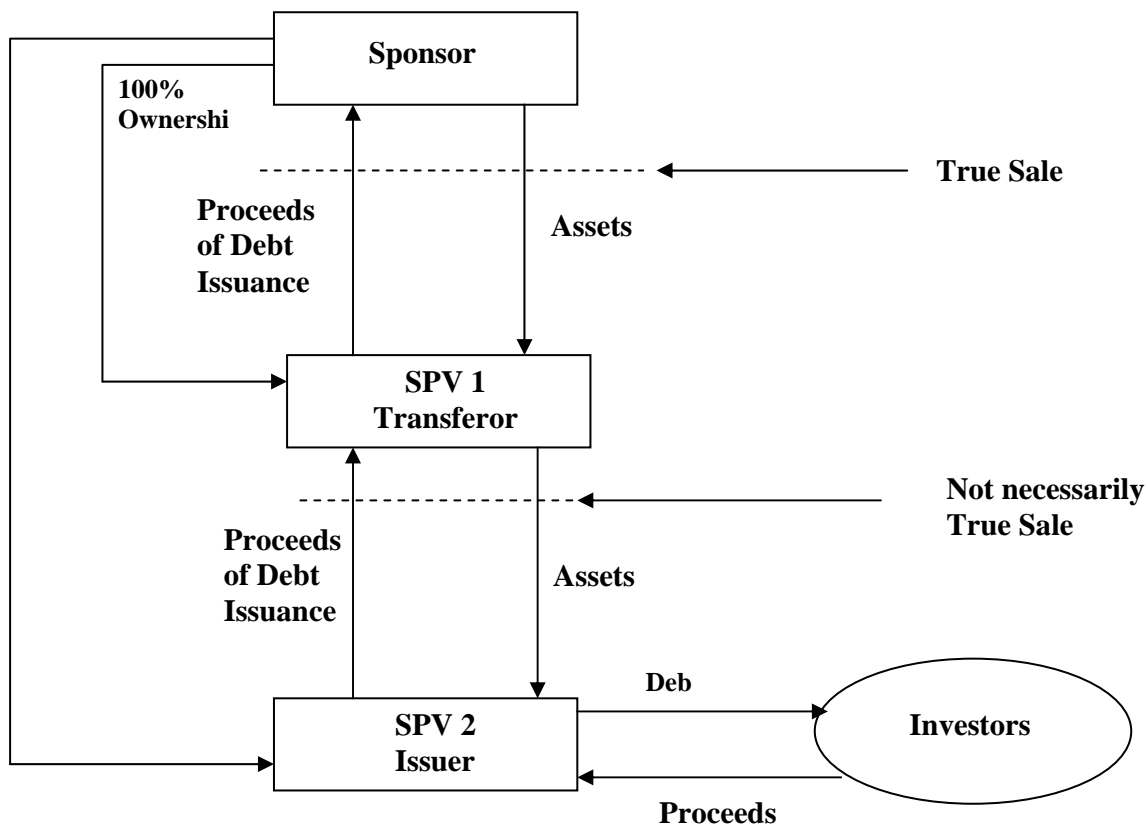 Sponsor
100%
Ownershi
True Sale
Proceeds
of Debt
Issuance
Assets
SPV 1
Transferor
Not necessarily
True Sale
Proceeds
of Debt
Issuance
Assets
Deb
SPV 2
Issuer
Investors
Proceeds